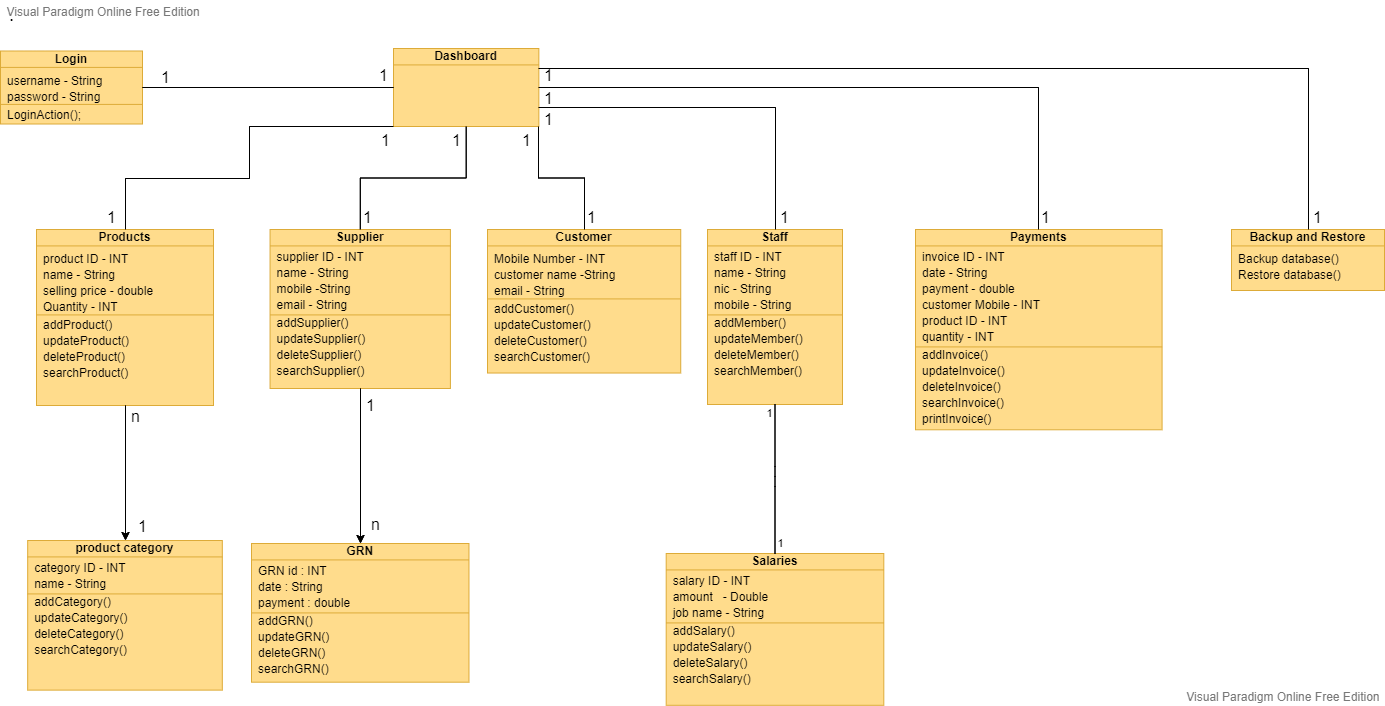 Visual Paradigm Online Free Edition
Login
username - String
password - String
LoginAction();
Dashboard
1
1
1
1
1
1
1
1
Products
product ID - INT
name - String
selling price - double
Quantity - INT
addProduct()
updateProduct()
deleteProduct()
searchProduct()
1
Supplier
supplier ID - INT
name - String
mobile -String
email - String
addSupplier()
updateSupplier()
deleteSupplier()
searchSupplier()
1
Customer
Mobile Number - INT
customer name -String
email - String
addCustomer()
updateCustomer()
deleteCustomer()
searchCustomer()
1
Staff
staff ID - INT
name - String
nic - String
mobile - String
addMember()
updateMember()
deleteMember()
searchMember()
1
Payments
invoice ID - INT
date - String
payment - double
customer Mobile - INT
product ID - INT
quantity - INT
addInvoice()
updateInvoice()
deleteInvoice()
searchInvoice()
printInvoice()
1
Backup and Restore
Backup database()
Restore database()
1
n
1
product category
category ID - INT
name - String
addCategory()
updateCategory()
deleteCategory()
searchCategory()
1
n
GRN
GRN id : INT
date : String
payment : double
addGRN()
updateGRN()
deleteGRN()
searchGRN()
1
1
Salaries
salary ID - INT
amount - Double
job name - String
addSalary()
updateSalary()
deleteSalary()
searchSalary()
Visual Paradigm Online Free Edition